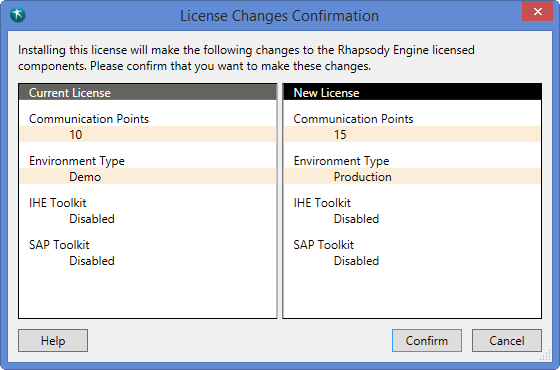 License Changes Confirmation
Installing this license will make the following changes to the Rhapsody Engine licensed
components. Please confirm that you want to make these changes.
Current License
Communication Points
10
Environment Type
Demo
IHE Toolkit
Disabled
SAP Toolkit
Disabled
New License
Communication Points
15
Environment Type
Production
IHE Toolkit
Disabled
SAP Toolkit
Disabled
Help
Confirm
Cancel